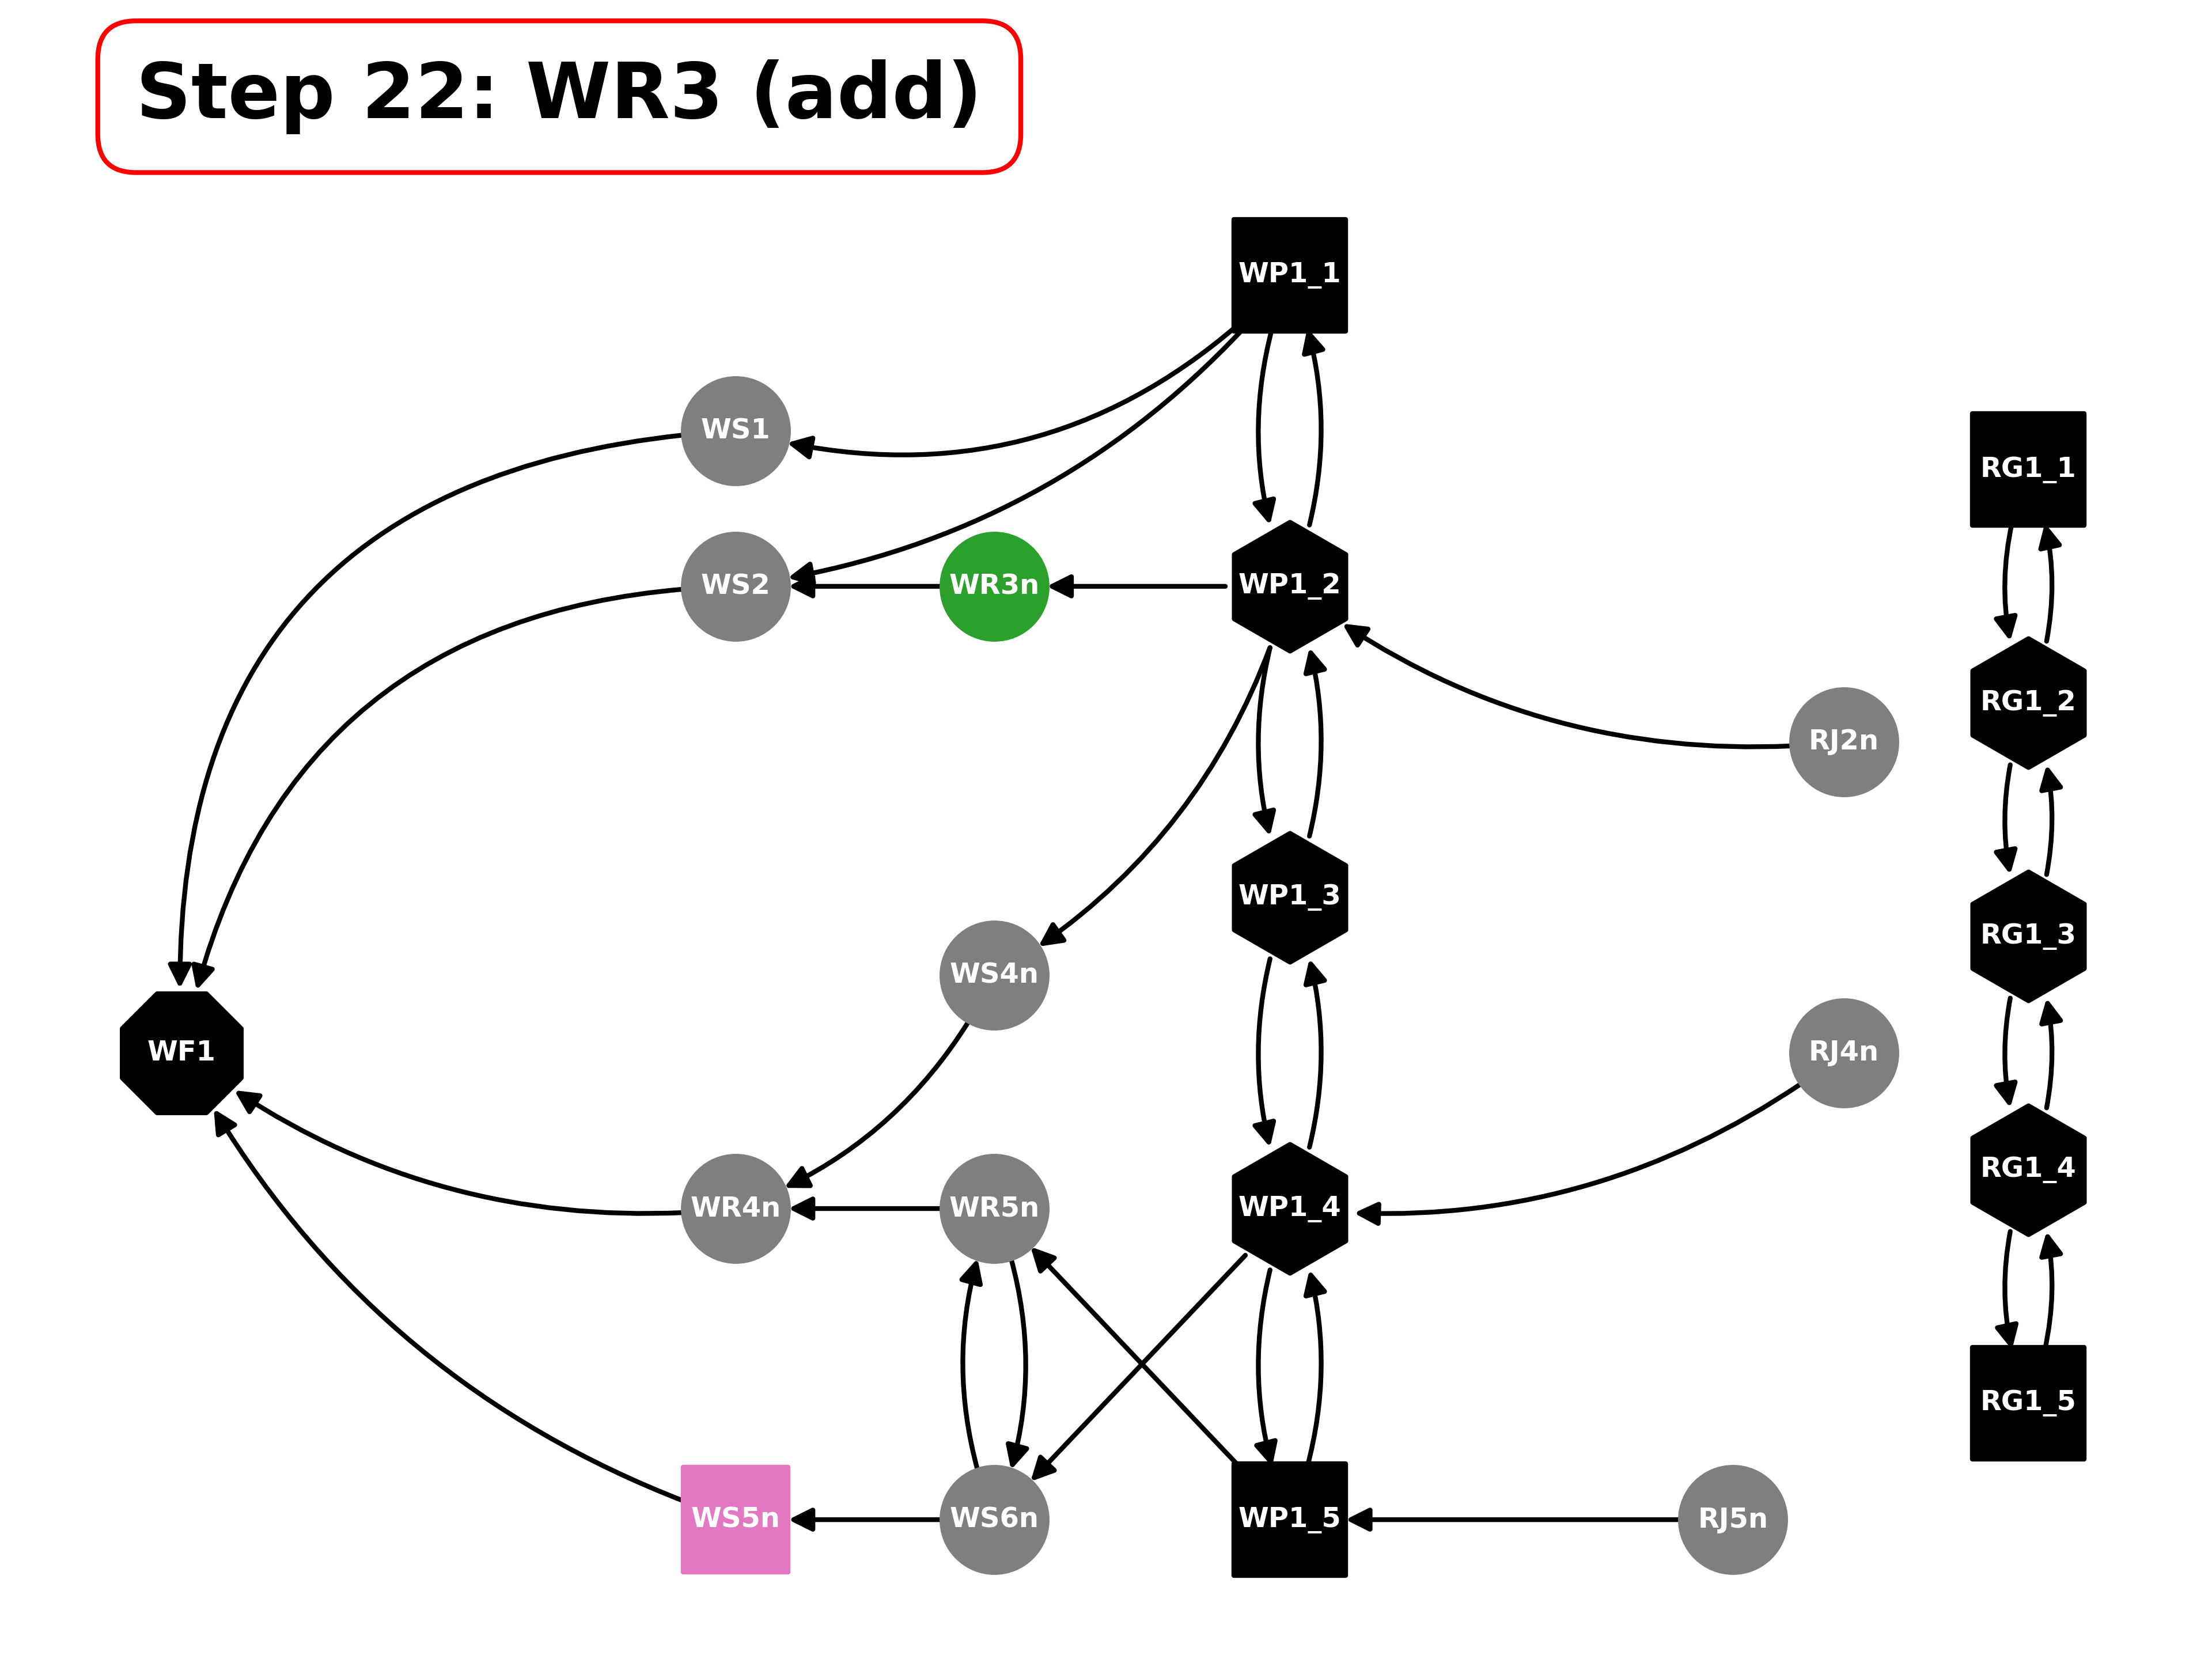 Step 22: WR3 (add)
WP1_1
WS1
RG1_1
WS2
WR3n
WP1_2
RG1_2
RJ2n
WP1_3
RG1_3
WS4n
WF1
RJ4n
RG1_4
WR4n
WR5n
WP1_4
RG1_5
WS5n
WS6n
WP1_5
RJ5n